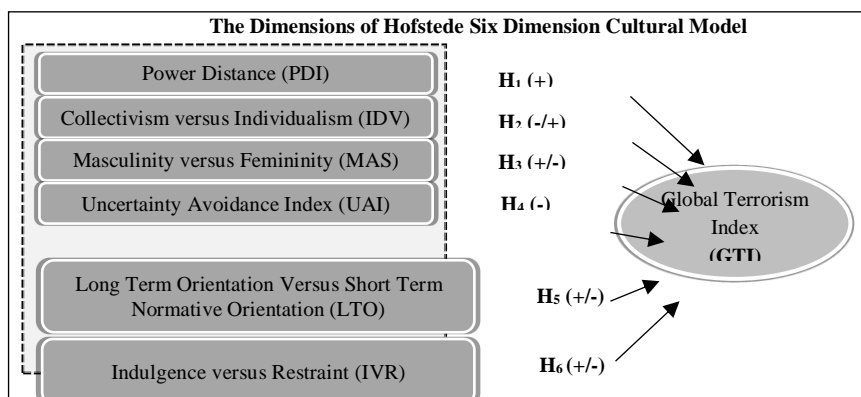 The Dimensions of Hofstede Six Dimension Cultural Model
Power Distance (PDI)
H1 (+)
Collectivism versus Individualism (IDV)
H2 (-/+)
Masculinity versus Femininity (MAS)
H3 (+/-)
Uncertainty Avoidance Index (UAI)
H4 (-)
Global Terrorism
Index
(GTI)
Long Term Orientation Versus Short Term
Normative Orientation (LTO)
H5 (+/-)
Indulgence versus Restraint (IVR)
H6 (+/-)